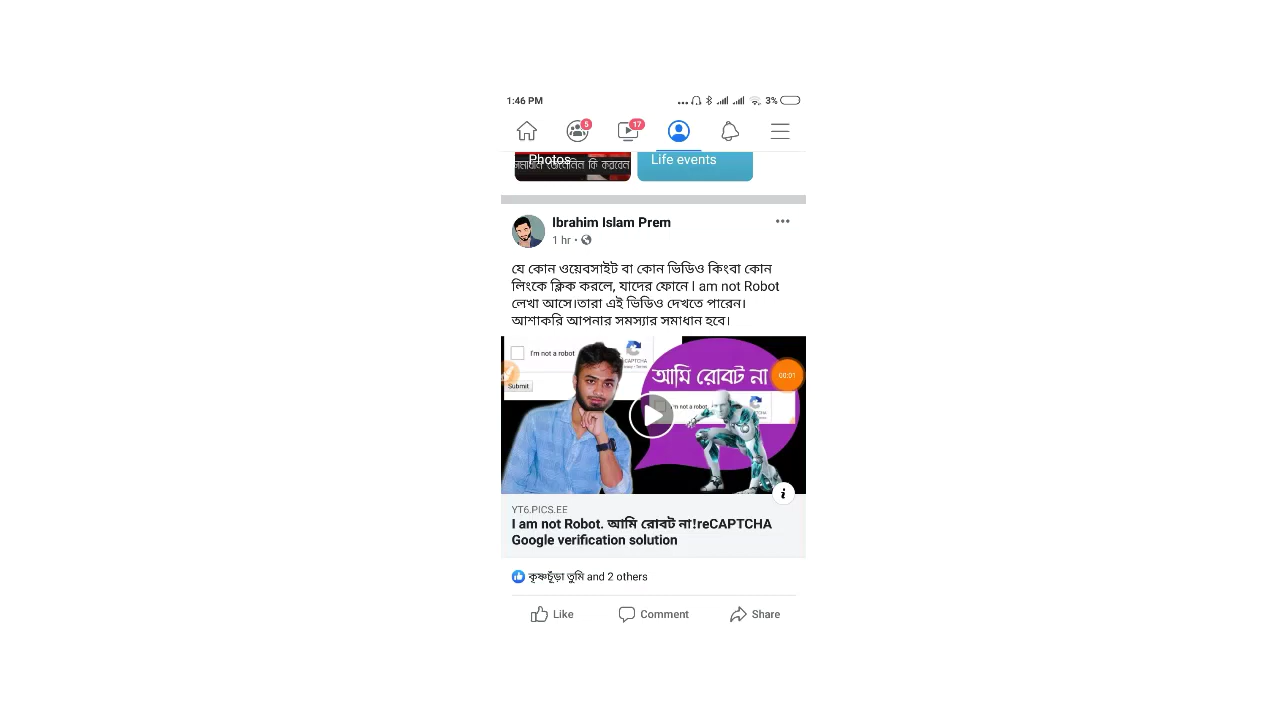 1:46 PM
3%
5
17
Photos
Life events
Ibrahim Islam Prem
1 hr
যে কোন ওয়েবসাইট বা কোন ভিডিও কিংবা কোন
লিংকে ক্লিক করলে, যাদের ফোনে I am not Robot
লেখা আসে।তারা এই ভিডিও দেখতে পারেন।
আশাকরি আপনার সমস্যার সমাধান হবে।
I'm not a robot
Submit
আমি রোবট না
00:01
I'm not a robot
YT6.PICS.EE
I am not Robot. আমি রোবট না!reCAPTCHA
Google verification solution
কৃষ্ণচূঁড়া তুমি and 2 others
Like
Comment
Share